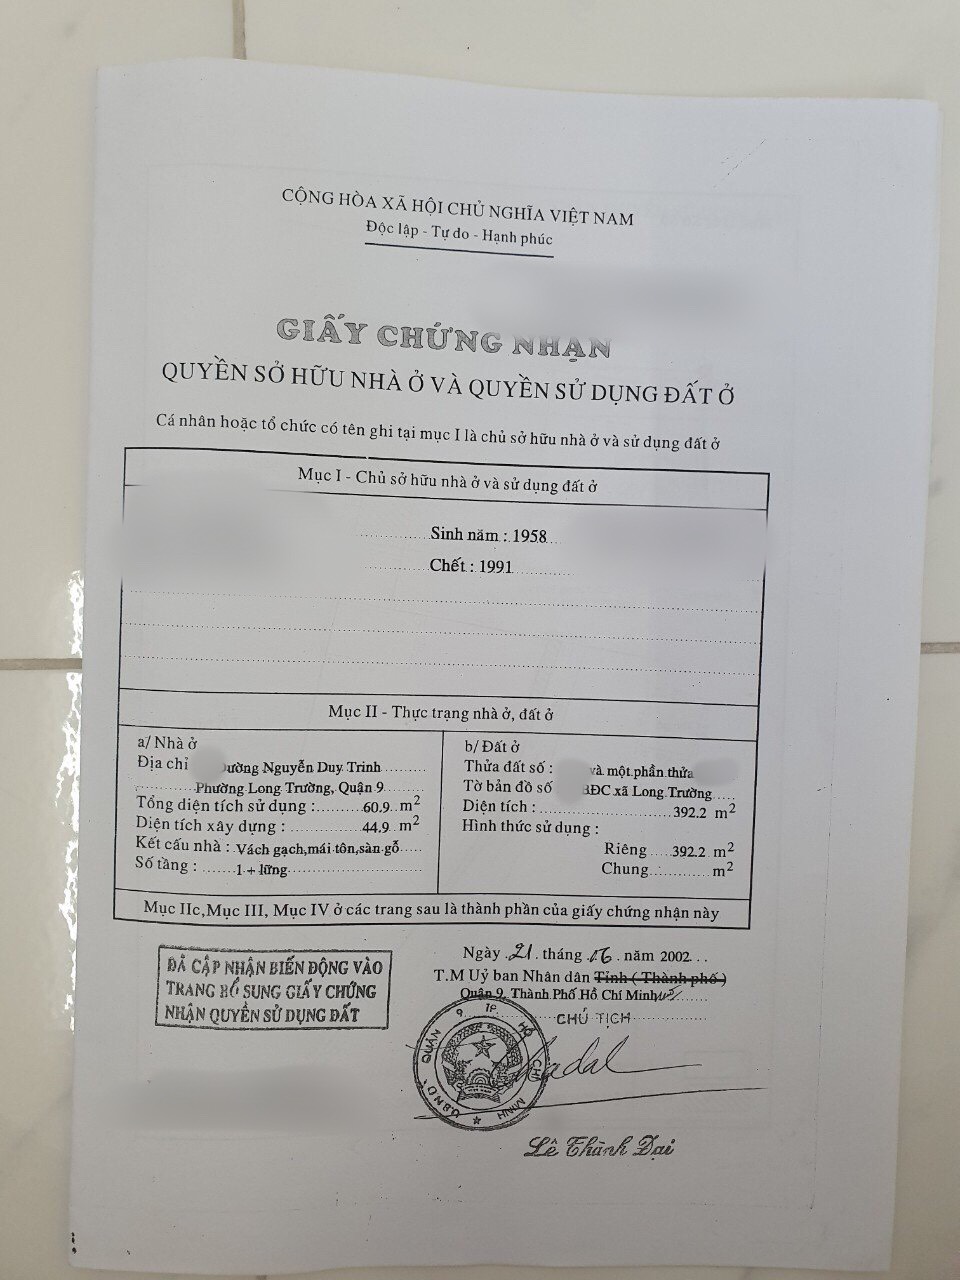 CỘNG HÒA XÃ HỘI CHỦ NGHĨA VIỆT NAM
Độc lập - Tự do - Hạnh phúc
GIẤY CHỨNG NHẬN
QUYỀN SỞ HỮU NHÀ Ở VÀ QUYỀN SỬ DỤNG ĐẤT Ở
Cá nhân hoặc tổ chức có tên ghi tại mục I là chủ sở hữu nhà ở và sử dụng đất ở
Mục I - Chủ sở hữu nhà ở và sử dụng đất ở
Sinh năm : 1958
Chết : 1991
Mục II - Thực trạng nhà ở, đất ở
a/ Nhà ở
Địa chỉ Đường Nguyễn Duy Trinh
Phường Long Trường, Quận 9
Tổng diện tích sử dụng : 60.9 m²
Diện tích xây dựng : 44.9 m²
Kết cấu nhà : Vách gạch,mái tôn,sàn gỗ
Số tầng : 1 + lững
b/ Đất ở
Thửa đất số : và một phần thửa
Tờ bản đồ số BĐC xã Long Trường
Diện tích : 392.2 m²
Hình thức sử dụng :
Riêng 392.2 m²
Chung m²
Mục IIc,Mục III, Mục IV ở các trang sau là thành phần của giấy chứng nhận này
ĐÃ CẬP NHẬN BIẾN ĐỘNG VÀO
TRANG BỔ SUNG GIẤY CHỨNG
NHẬN QUYỀN SỬ DỤNG ĐẤT
Ngày 21 tháng 06 năm 2002
T.M Uỷ ban Nhân dân Tỉnh ( Thành phố )
Quận 9, Thành Phố Hồ Chí Minh
CHỦ TỊCH
U.B.N.D QUẬN 9 TP HỒ CHÍ MINH
Lê Thành Đại